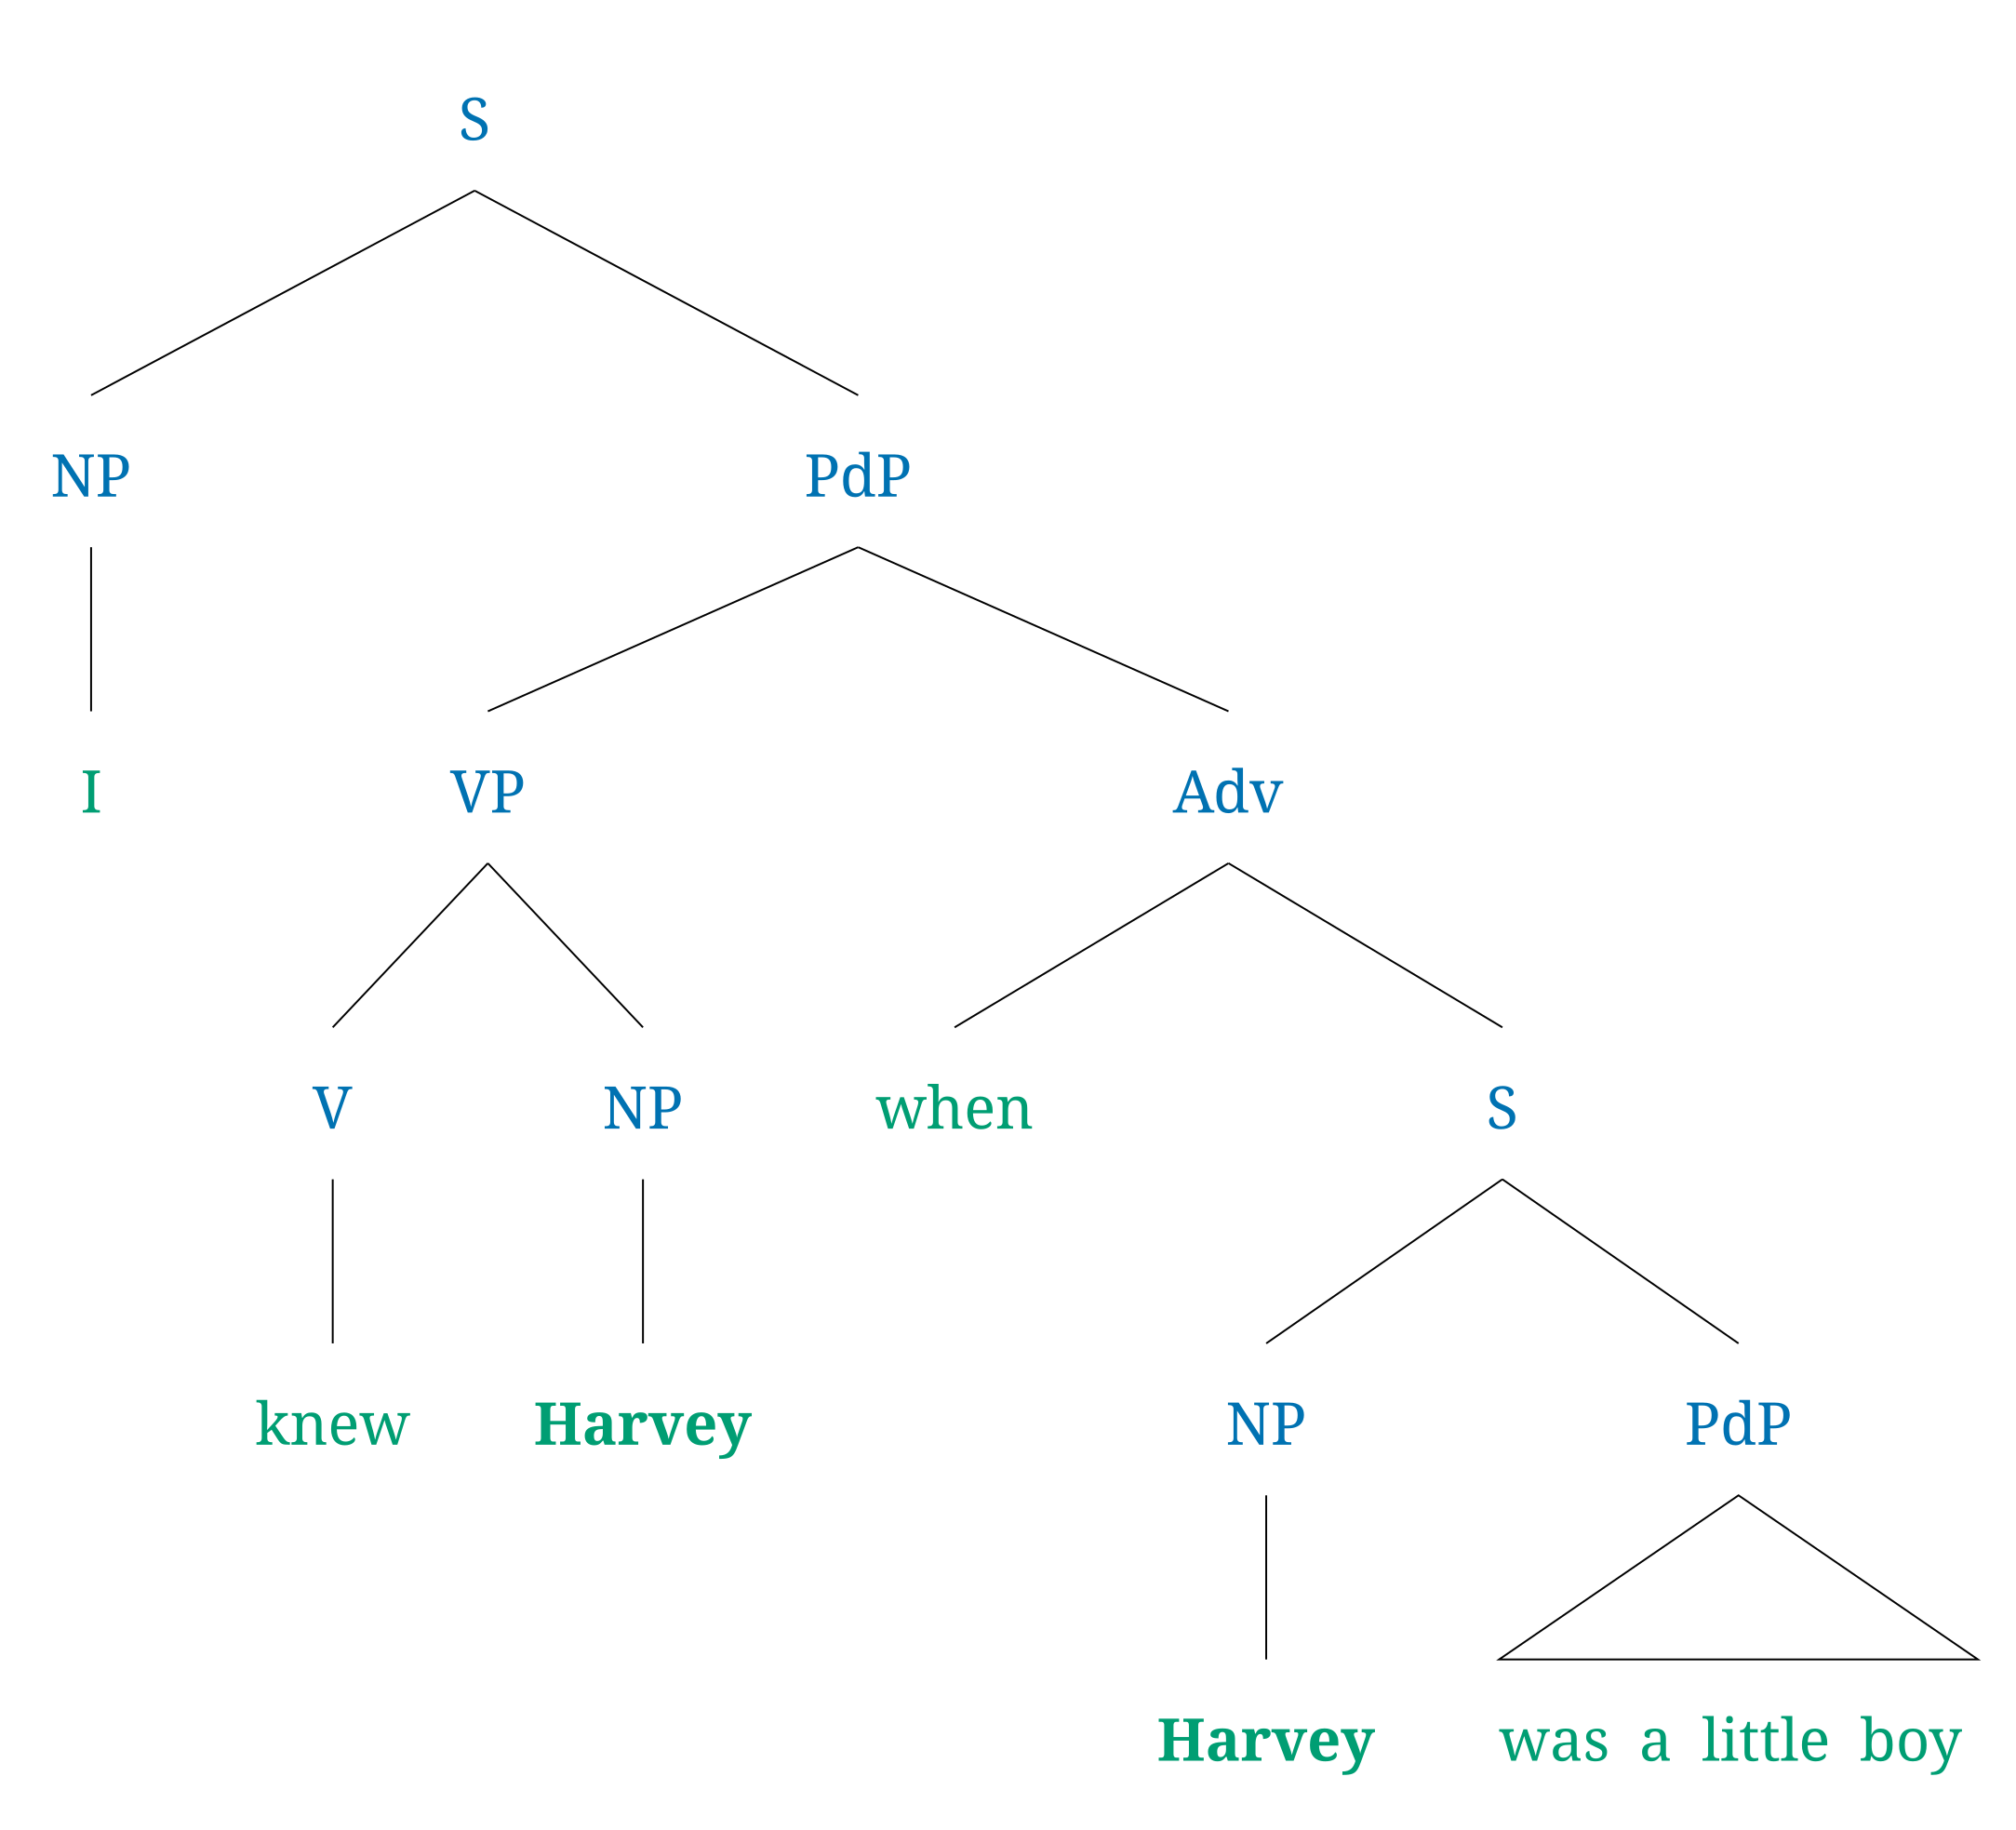 S
NP PdP
I VP Adv
V NP when S
knew Harvey NP PdP
Harvey was a little boy